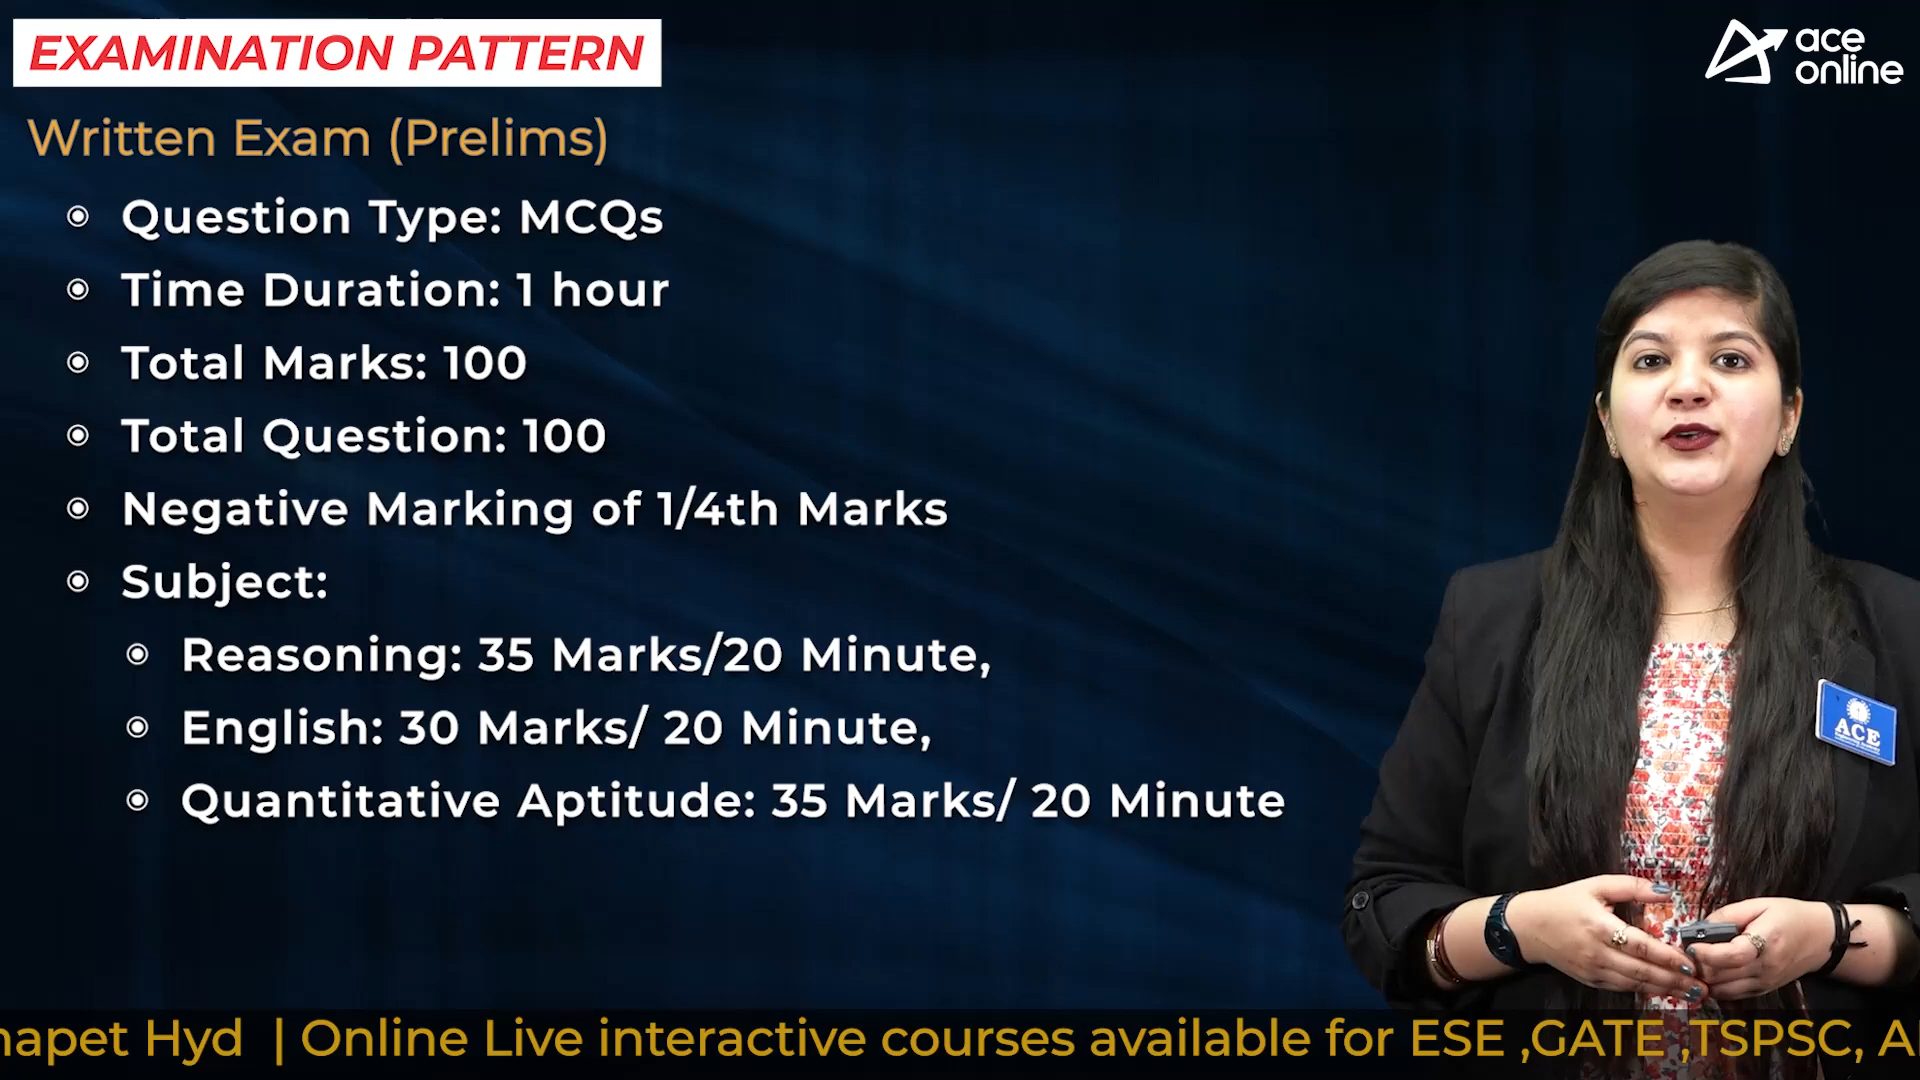 EXAMINATION PATTERN
ace
online
Written Exam (Prelims)
Question Type: MCQs
Time Duration: 1 hour
Total Marks: 100
Total Question: 100
Negative Marking of 1/4th Marks
Subject:
Reasoning: 35 Marks/20 Minute,
English: 30 Marks/ 20 Minute,
Quantitative Aptitude: 35 Marks/ 20 Minute
ACE
Hyd | Online Live interactive courses available for ESE ,GATE ,TSPSC,